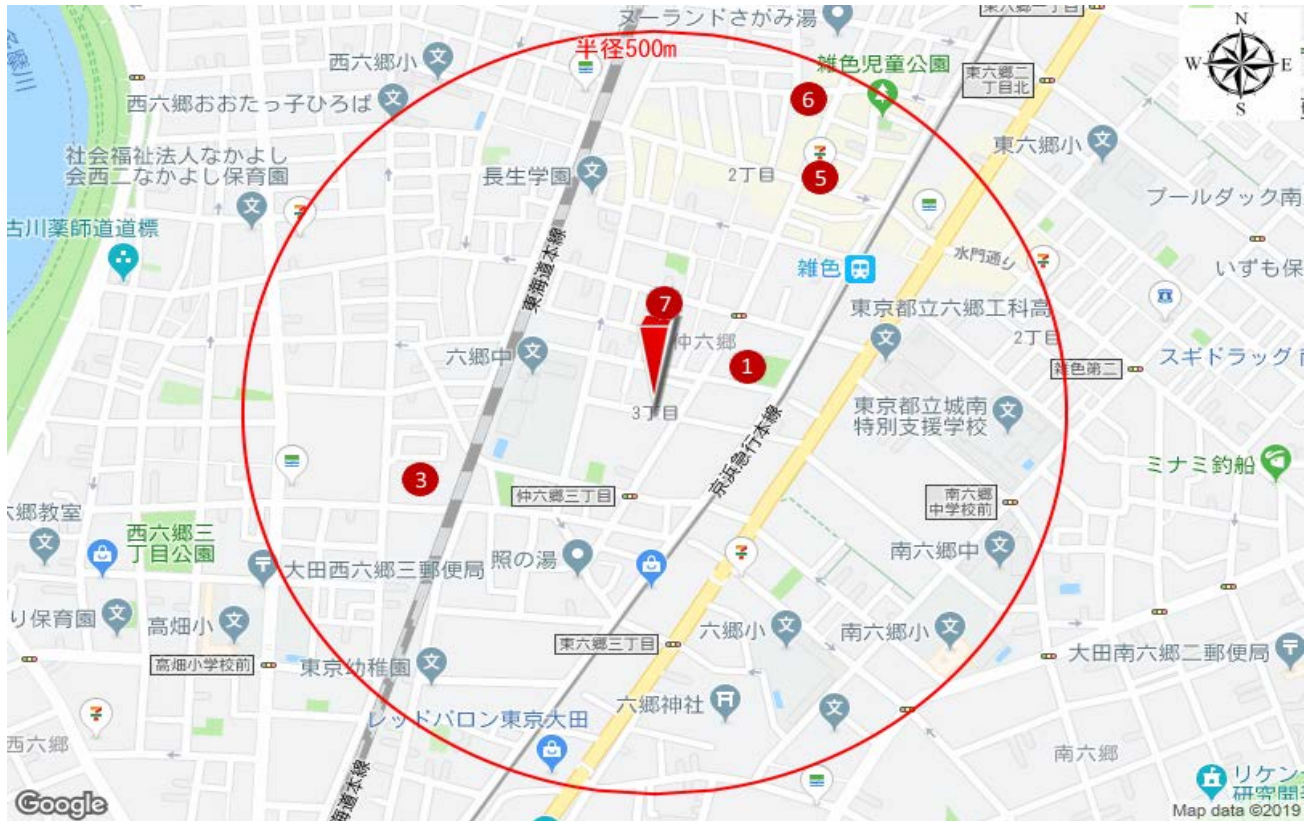 ヌーランドさがみ湯
半径500m
N
W
E
S
西六郷小
雑色児童公園
東六郷二
丁目北
6
西六郷おおたっ子ひろば
東六郷小
社会福祉法人なかよし
会西二なかよし保育園
長生学園
2丁目
5
プールダック南
古川薬師道道標
東海道本線
雑色
水門通り
いずも保
7
東京都立六郷工科高
2丁目
六郷中
仲六郷
1
雑色第二
スギドラッグ
3丁目
東京都立城南
特別支援学校
京浜急行本線
ミナミ釣船
3
仲六郷三丁目
南六郷
中学校前
郷教室
西六郷三
丁目公園
大田西六郷三郵便局
照の湯
南六郷中
り保育園
高畑小
東六郷三丁目
六郷小
南六郷小
大田南六郷二郵便局
高畑小学校前
東京幼稚園
六郷神社
レッドバロン東京大田
西六郷
南六郷
海道本線
リケン
研究開
Google
Map data ©2019